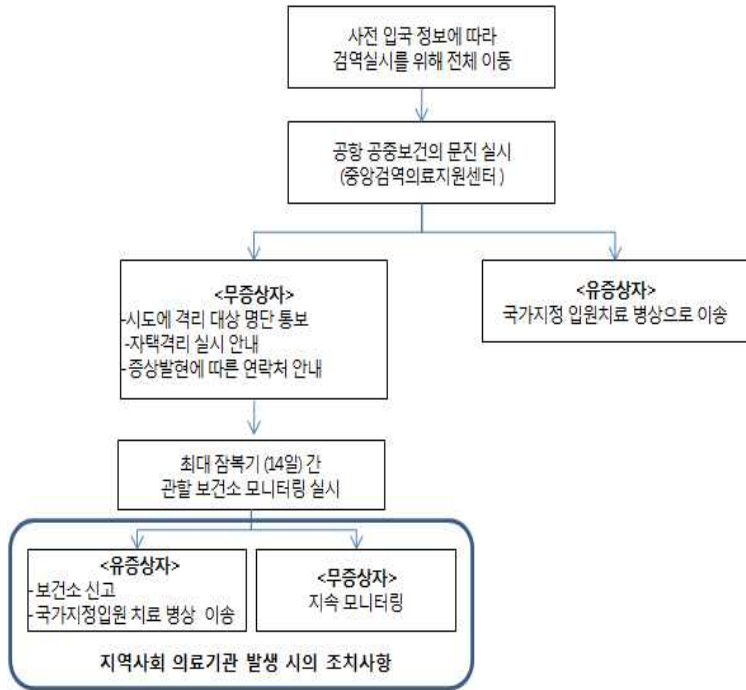 사전 입국 정보에 따라
검역실시를 위해 전체 이동
공항 공중보건의 문진 실시
(중앙검역의료지원센터 )
<무증상자>
-시도에 격리 대상 명단 통보
-자택격리 실시 안내
-증상발현에 따른 연락처 안내
<유증상자>
국가지정 입원치료 병상으로 이송
최대 잠복기 (14일) 간
관할 보건소 모니터링 실시
<유증상자>
- 보건소 신고
- 국가지정입원 치료 병상 이송
<무증상자>
지속 모니터링
지역사회 의료기관 발생 시의 조치사항